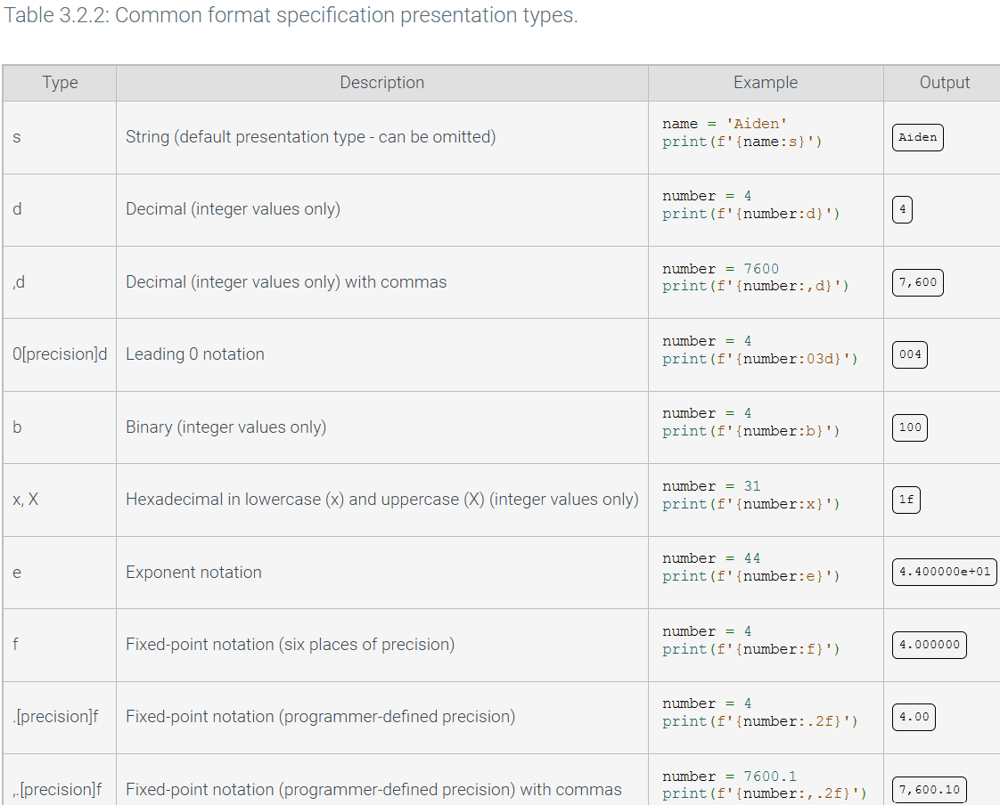 Table 3.2.2: Common format specification presentation types.
Type Description Example Output
s String (default presentation type - can be omitted) name = 'Aiden'
print(f'{name:s}') Aiden
d Decimal (integer values only) number = 4
print(f'{number:d}') 4
,d Decimal (integer values only) with commas number = 7600
print(f'{number:,d}') 7,600
0[precision]d Leading 0 notation number = 4
print(f'{number:03d}') 004
b Binary (integer values only) number = 4
print(f'{number:b}') 100
x, X Hexadecimal in lowercase (x) and uppercase (X) (integer values only) number = 31
print(f'{number:x}') 1f
e Exponent notation number = 44
print(f'{number:e}') 4.400000e+01
f Fixed-point notation (six places of precision) number = 4
print(f'{number:f}') 4.000000
.[precision]f Fixed-point notation (programmer-defined precision) number = 4
print(f'{number:.2f}') 4.00
,.[precision]f Fixed-point notation (programmer-defined precision) with commas number = 7600.1
print(f'{number:,.2f}') 7,600.10